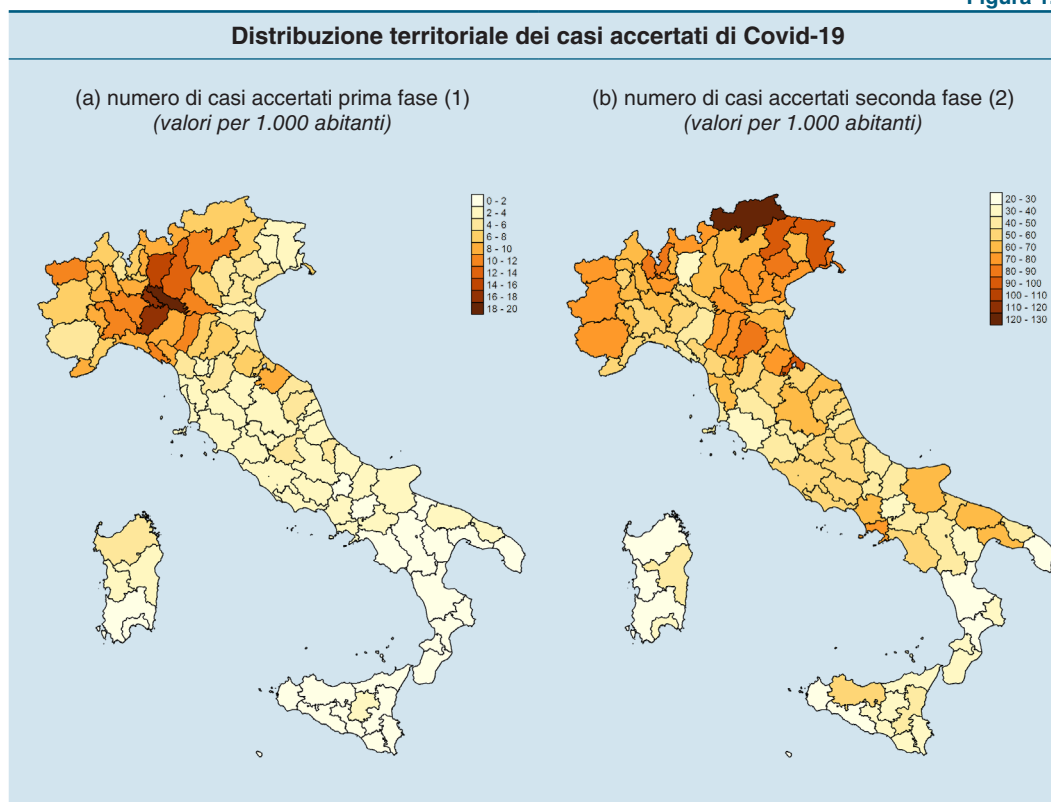 Figura 1.
Distribuzione territoriale dei casi accertati di Covid-19
(a) numero di casi accertati prima fase (1)
(valori per 1.000 abitanti)
0 - 2
2 - 4
4 - 6
6 - 8
8 - 10
10 - 12
12 - 14
14 - 16
16 - 18
18 - 20
(b) numero di casi accertati seconda fase (2)
(valori per 1.000 abitanti)
20 - 30
30 - 40
40 - 50
50 - 60
60 - 70
70 - 80
80 - 90
90 - 100
100 - 110
110 - 120
120 - 130